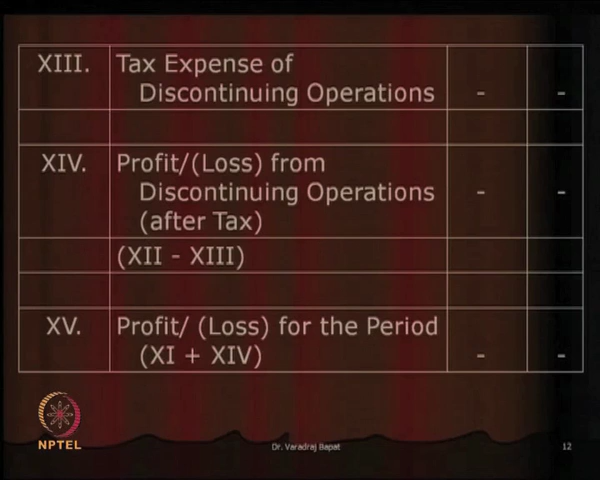 XIII. Tax Expense of
Discontinuing Operations - -
XIV. Profit/(Loss) from
Discontinuing Operations - -
(after Tax)
(XII - XIII)
XV. Profit/ (Loss) for the Period
(XI + XIV) - -
NPTEL
Dr. Varadraj Bapat
12